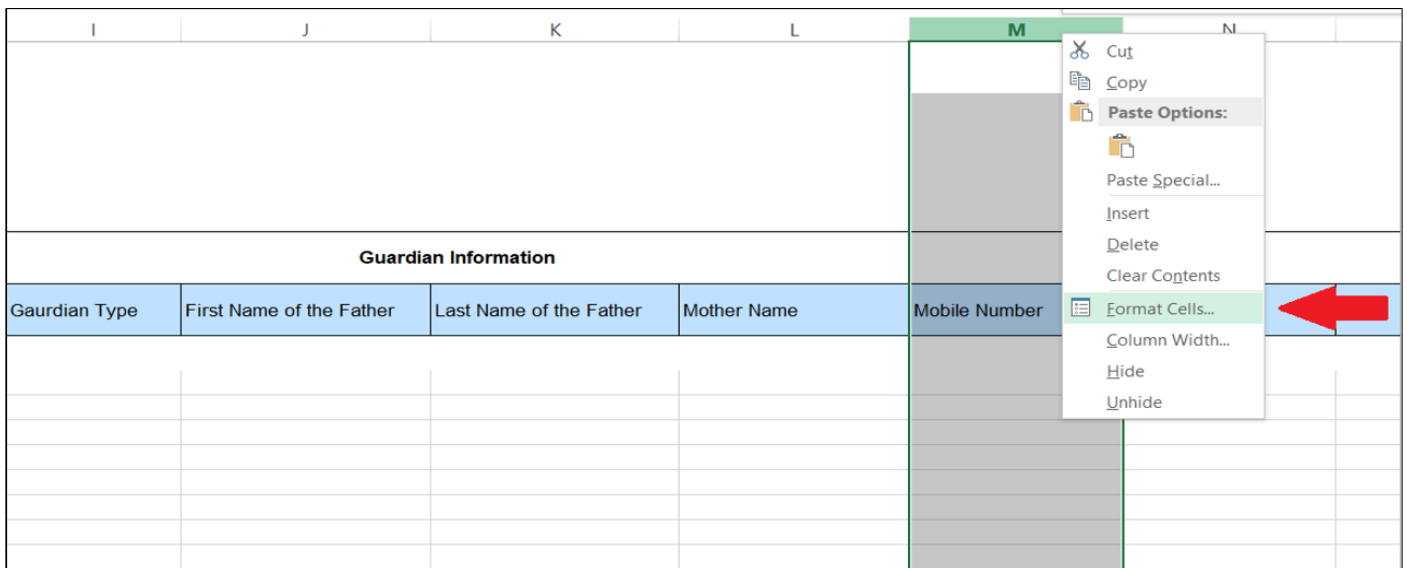 I J K L M N
Cut
Copy
Paste Options:
Paste Special...
Insert
Delete
Clear Contents
Format Cells...
Column Width...
Hide
Unhide
Guardian Information
Gaurdian Type First Name of the Father Last Name of the Father Mother Name Mobile Number